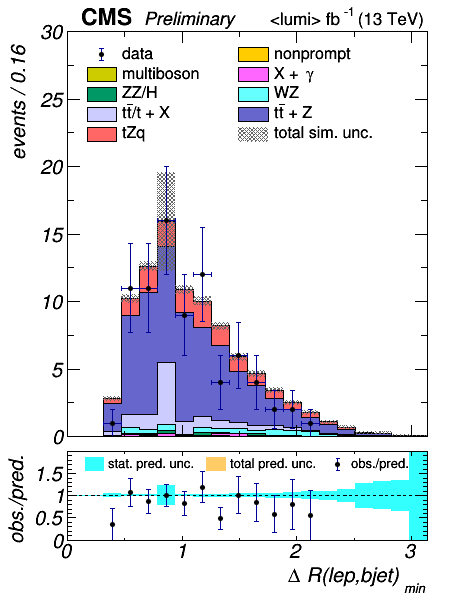 CMS Preliminary <lumi> fb⁻¹ (13 TeV)
events / 0.16
30
25
20
15
10
5
0
data
multiboson
ZZ/H
tt̄/t + X
tZ̄q
nonprompt
X + γ
WZ
tt̄ + Z
total sim. unc.
obs./pred.
1.5
1
0.5
0
stat. pred. unc. total pred. unc. obs./pred.
0 1 2 3
Δ R(lep,bjet)min